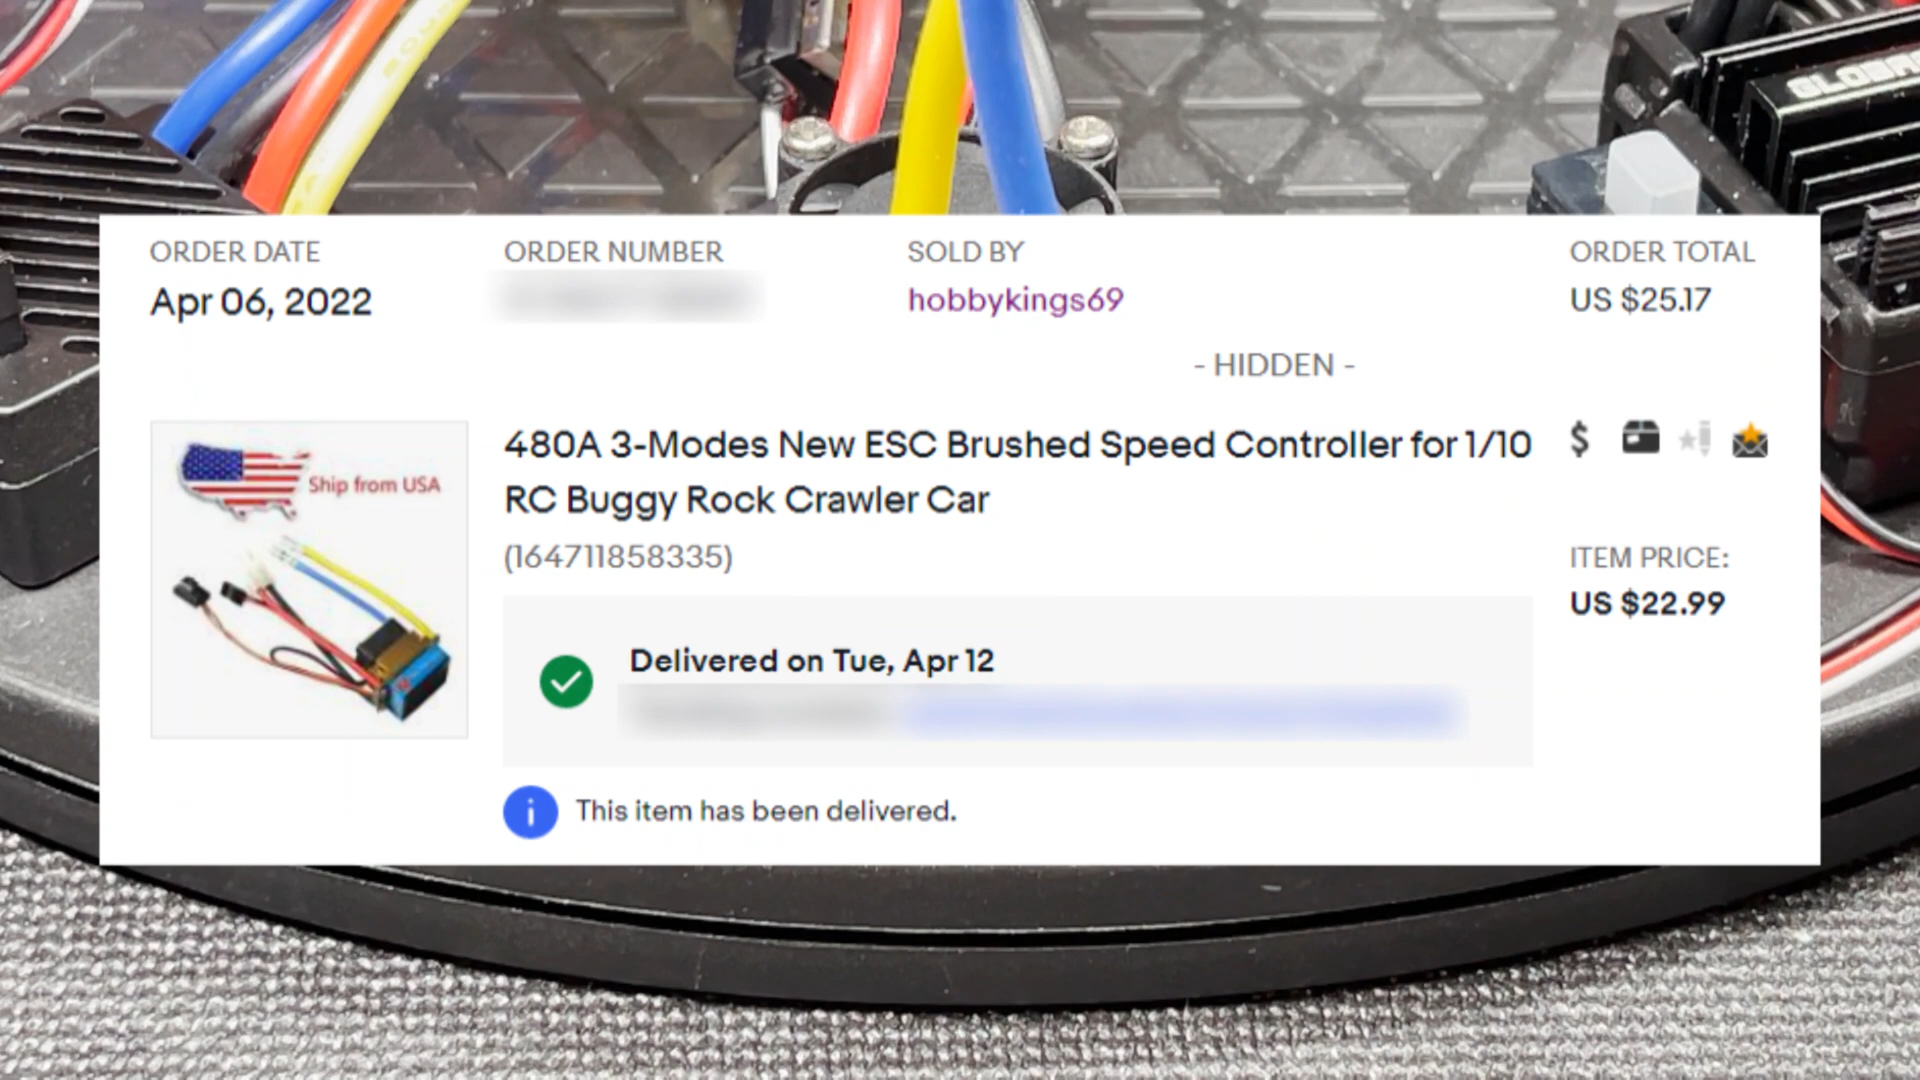 GLOBAL
ORDER DATE
ORDER NUMBER
SOLD BY
ORDER TOTAL
Apr 06, 2022
hobbykings69
US $25.17
- HIDDEN -
Ship from USA
480A 3-Modes New ESC Brushed Speed Controller for 1/10
RC Buggy Rock Crawler Car
(164711858335)
ITEM PRICE:
US $22.99
Delivered on Tue, Apr 12
This item has been delivered.